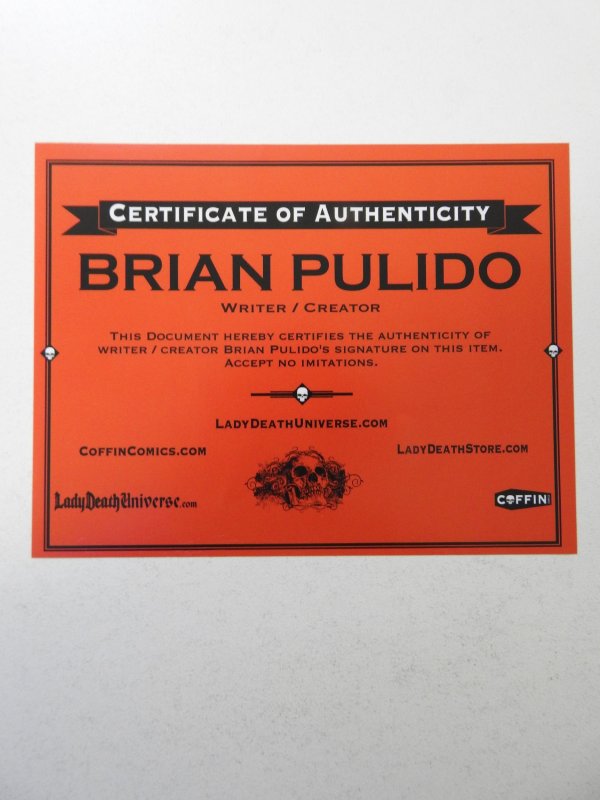 CERTIFICATE OF AUTHENTICITY
BRIAN PULIDO
WRITER / CREATOR
THIS DOCUMENT HEREBY CERTIFIES THE AUTHENTICITY OF
WRITER / CREATOR BRIAN PULIDO'S SIGNATURE ON THIS ITEM.
ACCEPT NO IMITATIONS.
LADYDEATHUNIVERSE.COM
COFFINCOMICS.COM
LADYDEATHSTORE.COM
LadyDeathUniverse.com
COFFIN